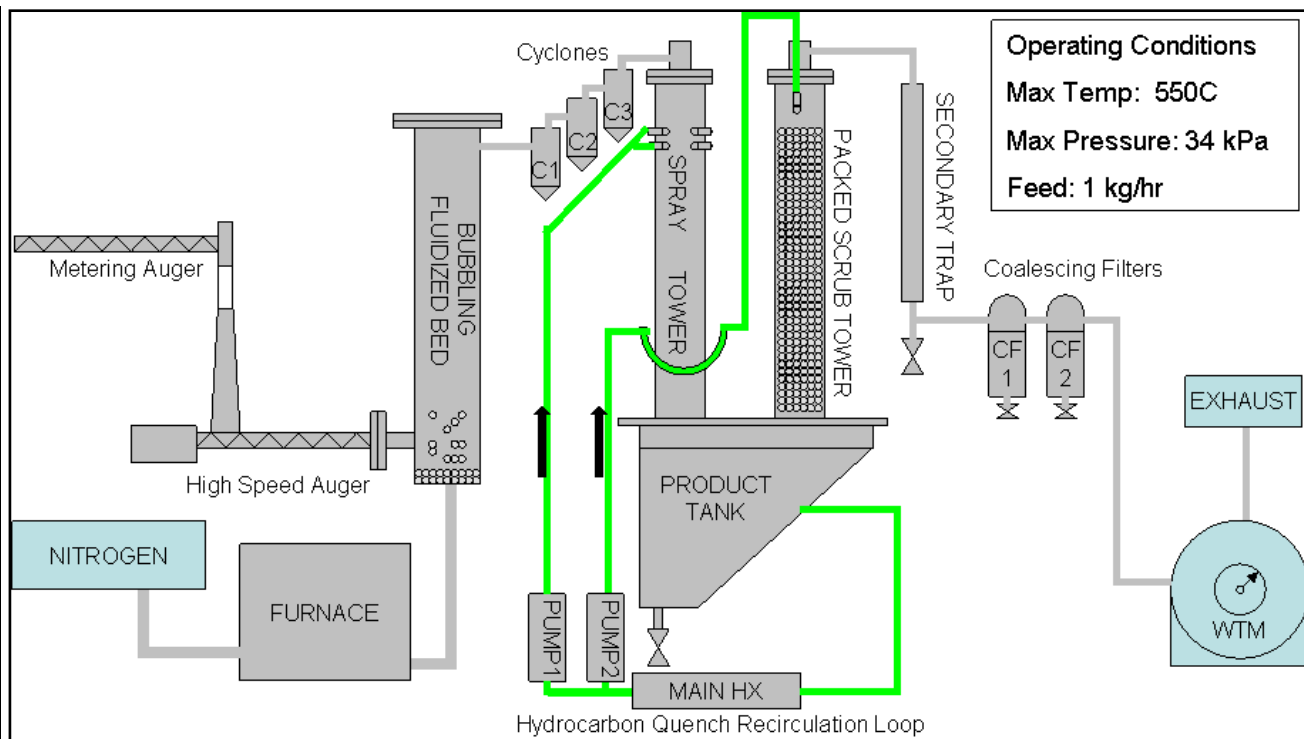 Operating Conditions
Max Temp: 550C
Max Pressure: 34 kPa
Feed: 1 kg/hr
Cyclones
C1
C2
C3
SPRAY TOWER
PACKED SCRUB TOWER
SECONDARY TRAP
BUBBLING
FLUIDIZED BED
Metering Auger
High Speed Auger
Coalescing Filters
CF
1
CF
2
EXHAUST
WTM
PRODUCT
TANK
NITROGEN
FURNACE
PUMP1
PUMP2
MAIN HX
Hydrocarbon Quench Recirculation Loop